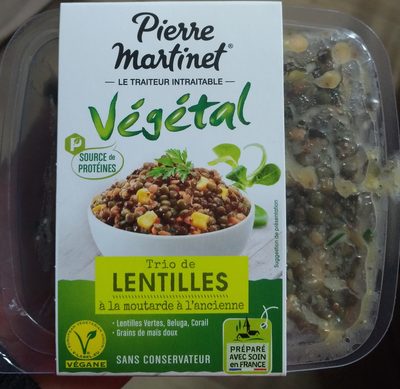 Pierre
Martinet®
LE TRAITEUR INTRAITABLE
Végétal
P
SOURCE de
PROTÉINES
Suggestion de présentation
Trio de
LENTILLES
à la moutarde à l'ancienne
• Lentilles Vertes, Beluga, Corail
• Grains de maïs doux
VÉGANE
SANS CONSERVATEUR
PRÉPARÉ
AVEC SOIN
en FRANCE